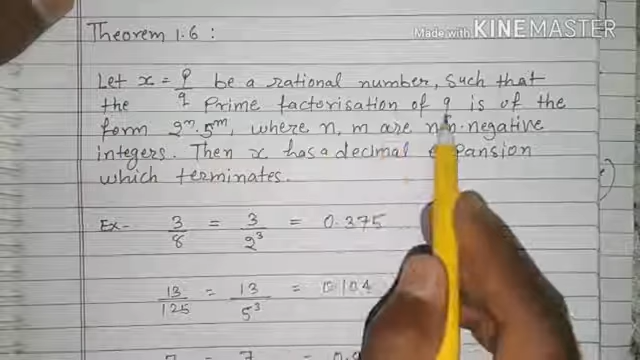 Theorem 1.6 :
Made with KINEMASTER
Let x = p/q be a rational number, such that
the Prime factorisation of q is of the
form 2^n . 5^m, where n, m are non-negative
integers. Then x has a decimal expansion
which terminates.
Ex- 3/8 = 3/2^3 = 0.375
13/125 = 13/5^3 = 0.104
7 = 7 =